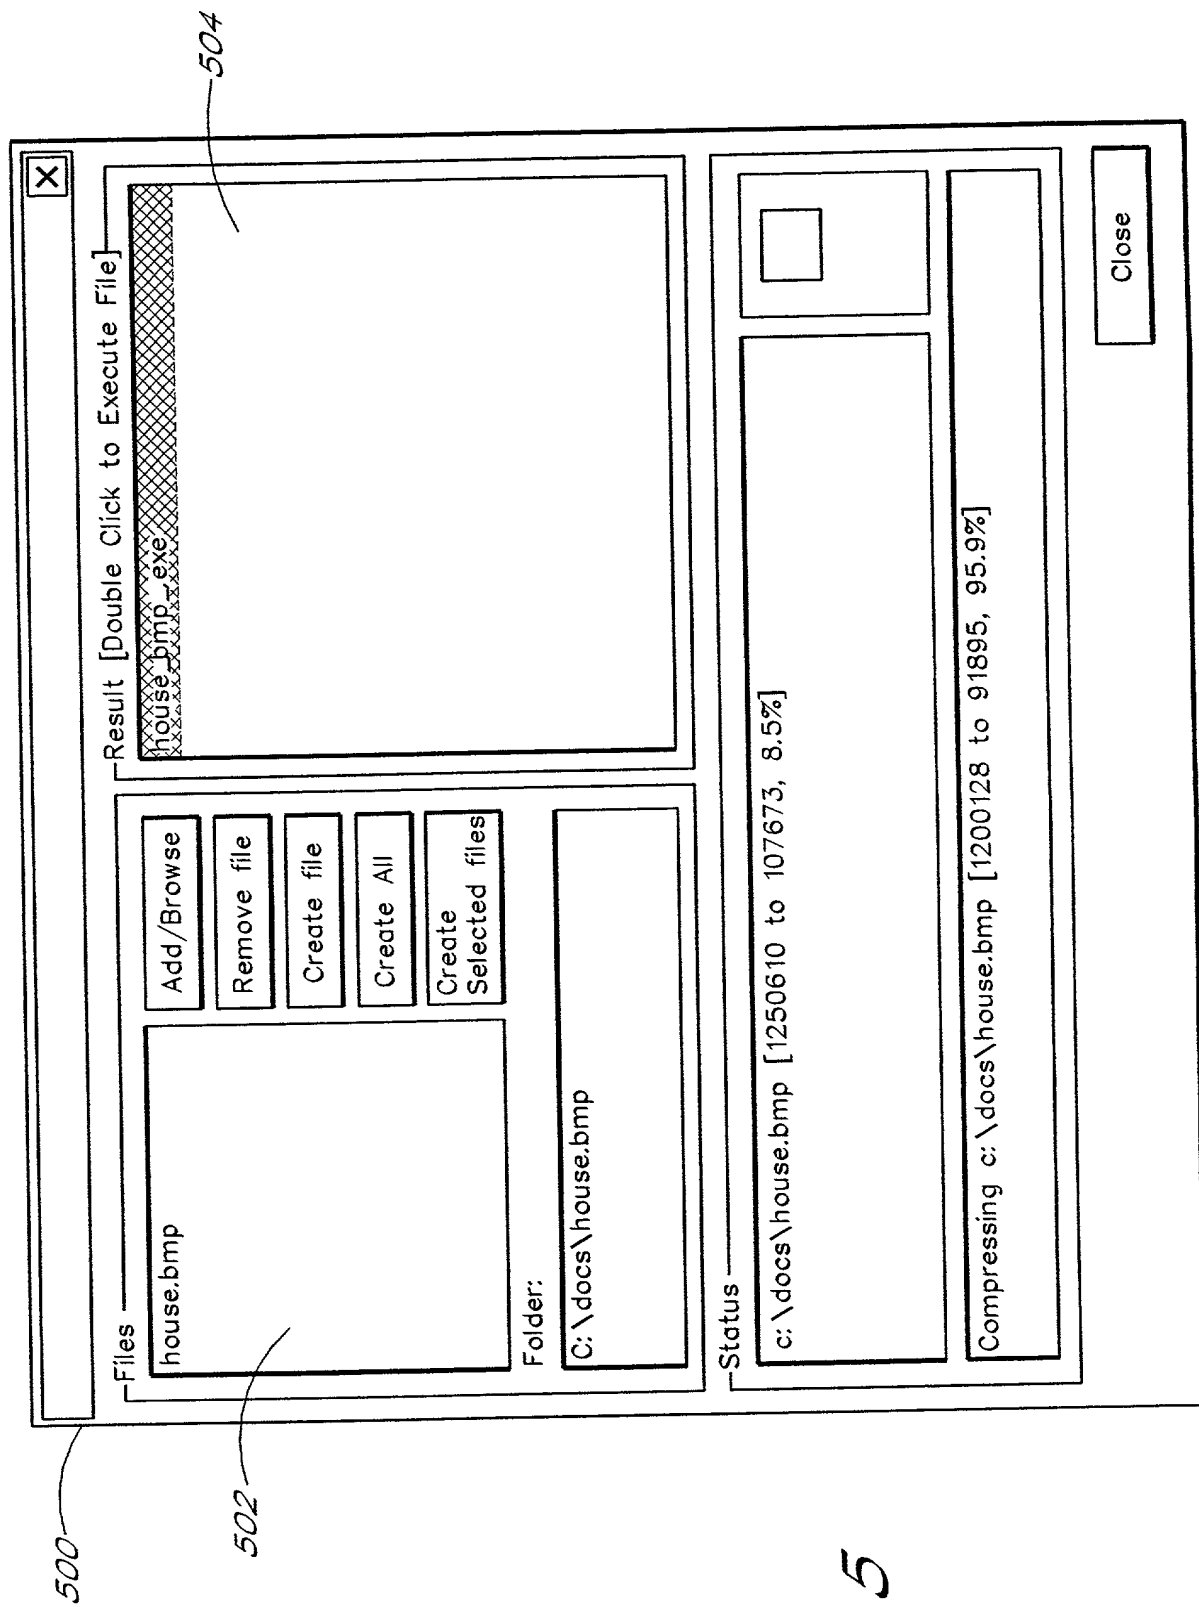 500
502
504
Files
house.bmp
Add/Browse
Remove file
Create file
Create All
Create
Selected files
Folder:
C:\docs\house.bmp
Result [Double Click to Execute File]
house_bmp_.exe
Status
c:\docs\house.bmp [1250610 to 107673, 8.5%]
Compressing c:\docs\house.bmp [1200128 to 91895, 95.9%]
Close
5